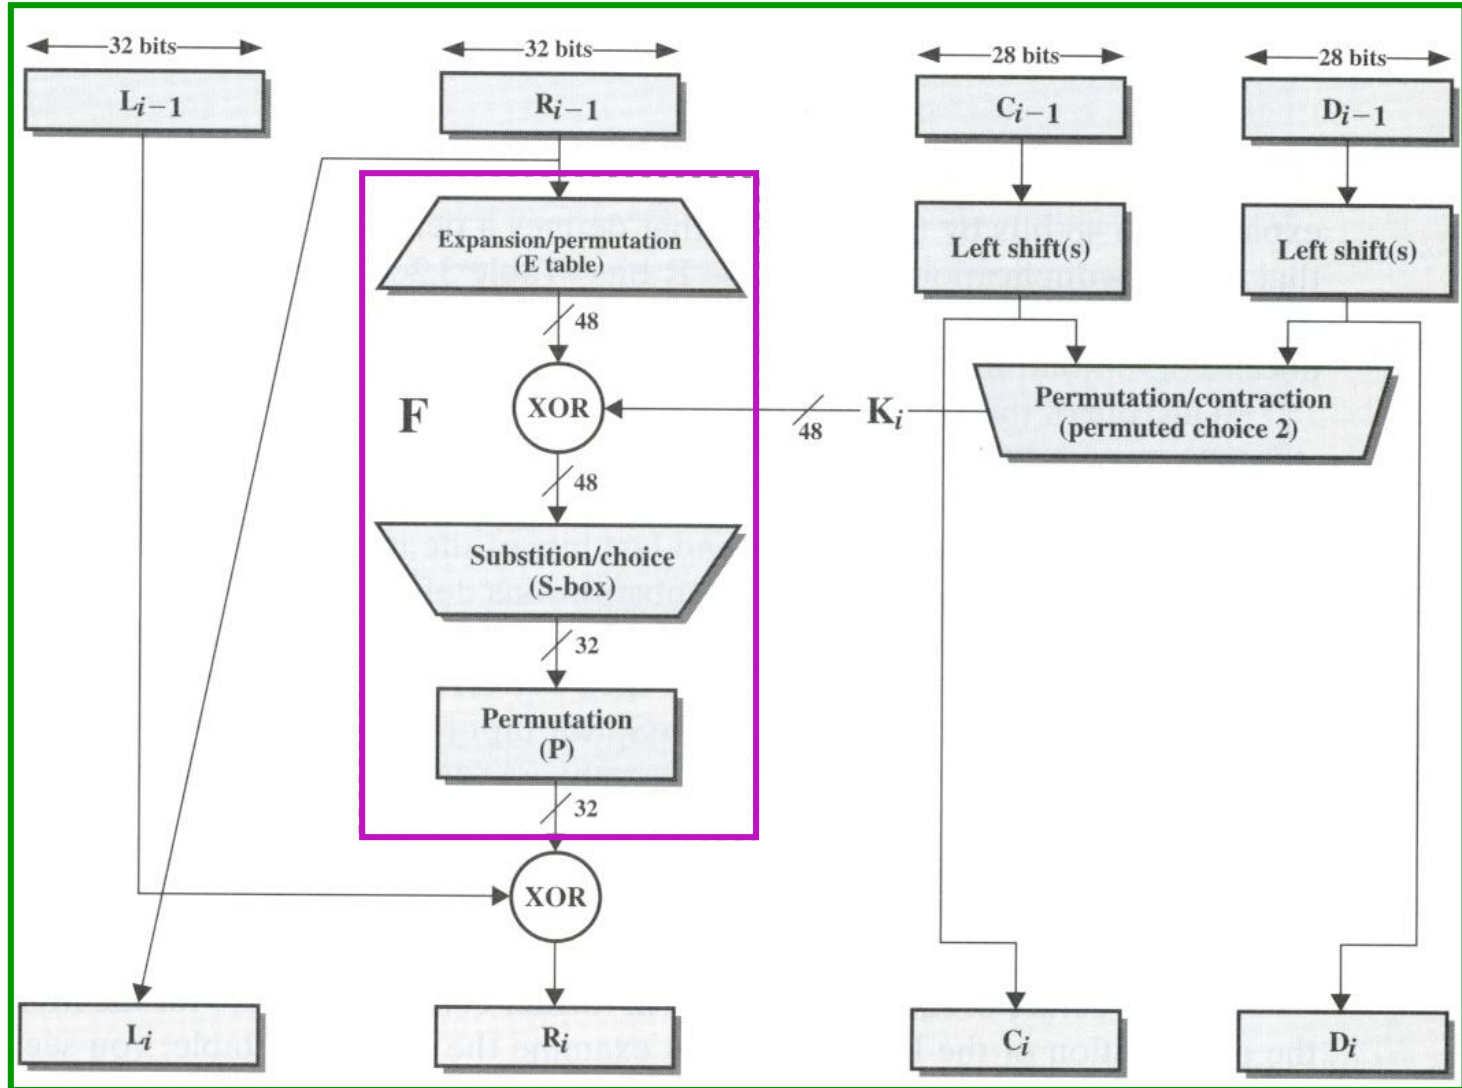 32 bits
32 bits
28 bits
28 bits
Li−1
Ri−1
Ci−1
Di−1
Expansion/permutation
(E table)
Left shift(s)
Left shift(s)
48
F
XOR
48
Ki
Permutation/contraction
(permuted choice 2)
48
Substition/choice
(S-box)
32
Permutation
(P)
32
XOR
Li
Ri
Ci
Di